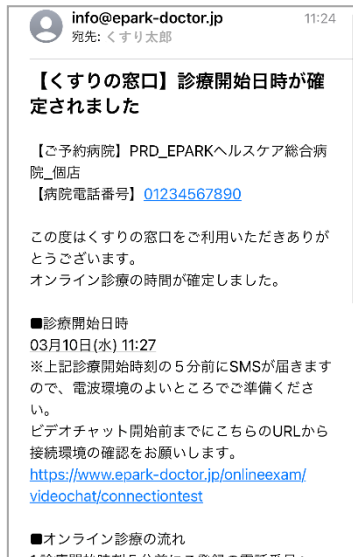 info@epark-doctor.jp 11:24
宛先: くすり太郎
【くすりの窓口】診療開始日時が確
定されました
【ご予約病院】PRD_EPARKヘルスケア総合病
院_個店
【病院電話番号】01234567890
この度はくすりの窓口をご利用いただきありが
とうございます。
オンライン診療の時間が確定しました。
■診療開始日時
03月10日(水) 11:27
※上記診療開始時刻の５分前にSMSが届きます
ので、電波環境のよいところでご準備くださ
い。
ビデオチャット開始前までにこちらのURLから
接続環境の確認をお願いします。
https://www.epark-doctor.jp/onlineexam/
videochat/connectiontest
■オンライン診療の流れ